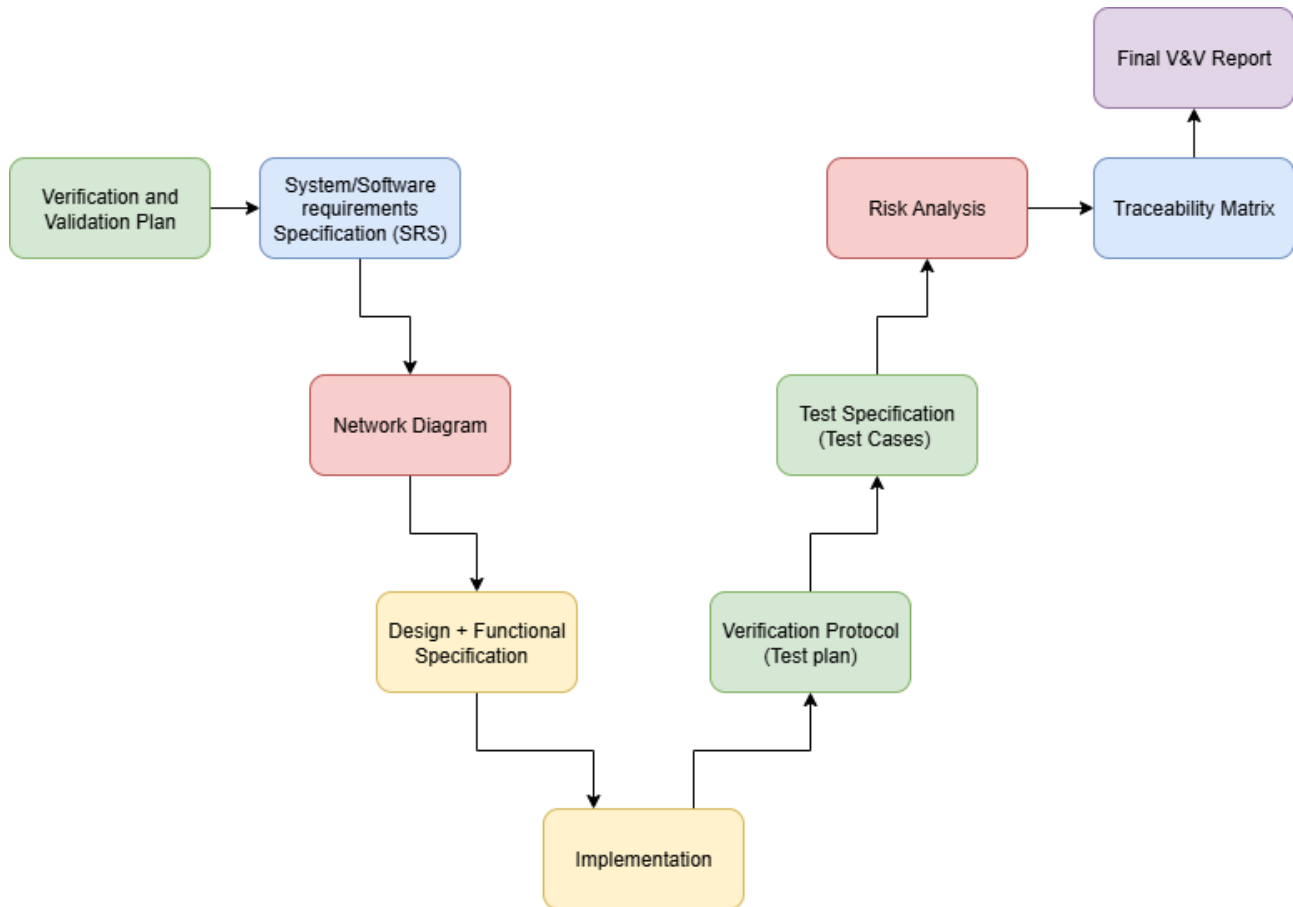 Final V&V Report
Verification and
Validation Plan
System/Software
requirements
Specification (SRS)
Risk Analysis
Traceability Matrix
Network Diagram
Test Specification
(Test Cases)
Design + Functional
Specification
Verification Protocol
(Test plan)
Implementation